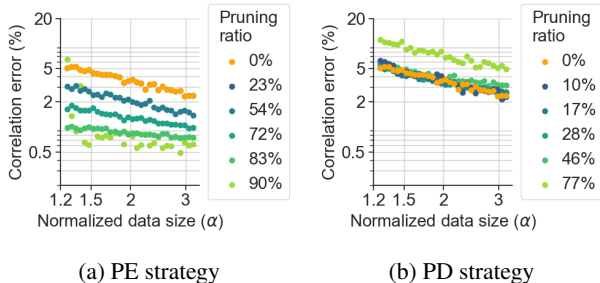 Pruning
ratio
0%
23%
54%
72%
83%
90%
20
5
2
0.5
Correlation error (%)
1.2 1.5 2 3
Normalized data size (α)
(a) PE strategy
Pruning
ratio
0%
10%
17%
28%
46%
77%
20
5
2
0.5
Correlation error (%)
1.2 1.5 2 3
Normalized data size (α)
(b) PD strategy